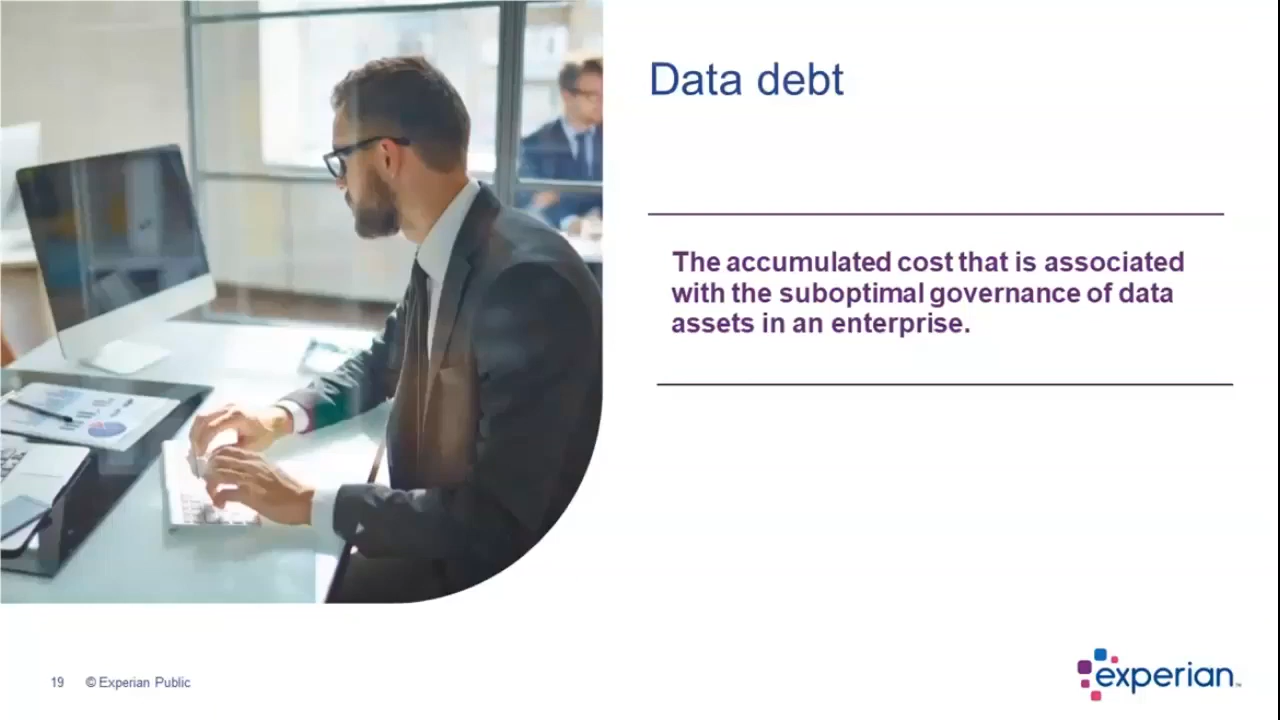 Data debt
The accumulated cost that is associated
with the suboptimal governance of data
assets in an enterprise.
19 © Experian Public
experian™